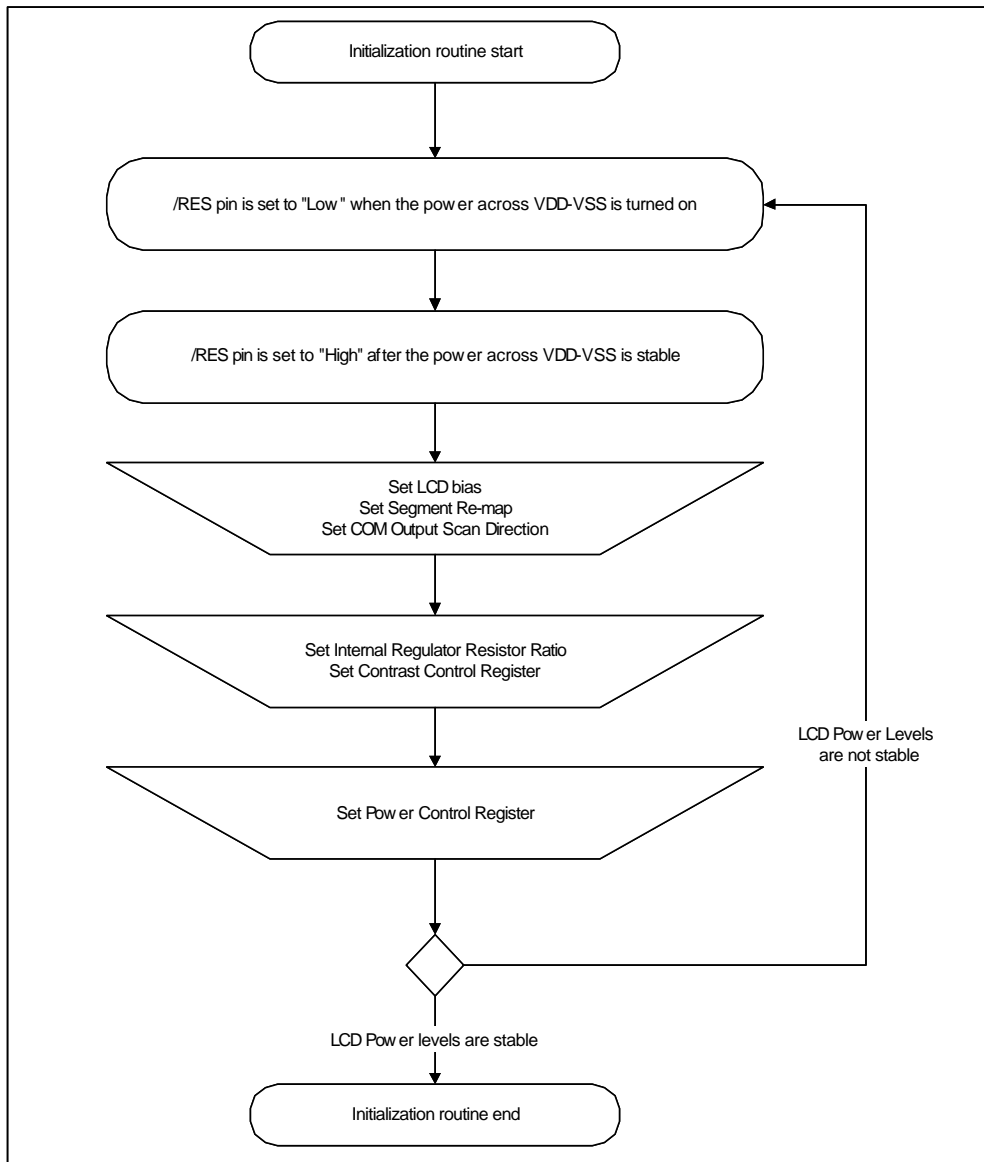 Initialization routine start
/RES pin is set to "Low" when the power across VDD-VSS is turned on
/RES pin is set to "High" after the power across VDD-VSS is stable
Set LCD bias
Set Segment Re-map
Set COM Output Scan Direction
Set Internal Regulator Resistor Ratio
Set Contrast Control Register
LCD Power Levels
are not stable
Set Power Control Register
LCD Power levels are stable
Initialization routine end